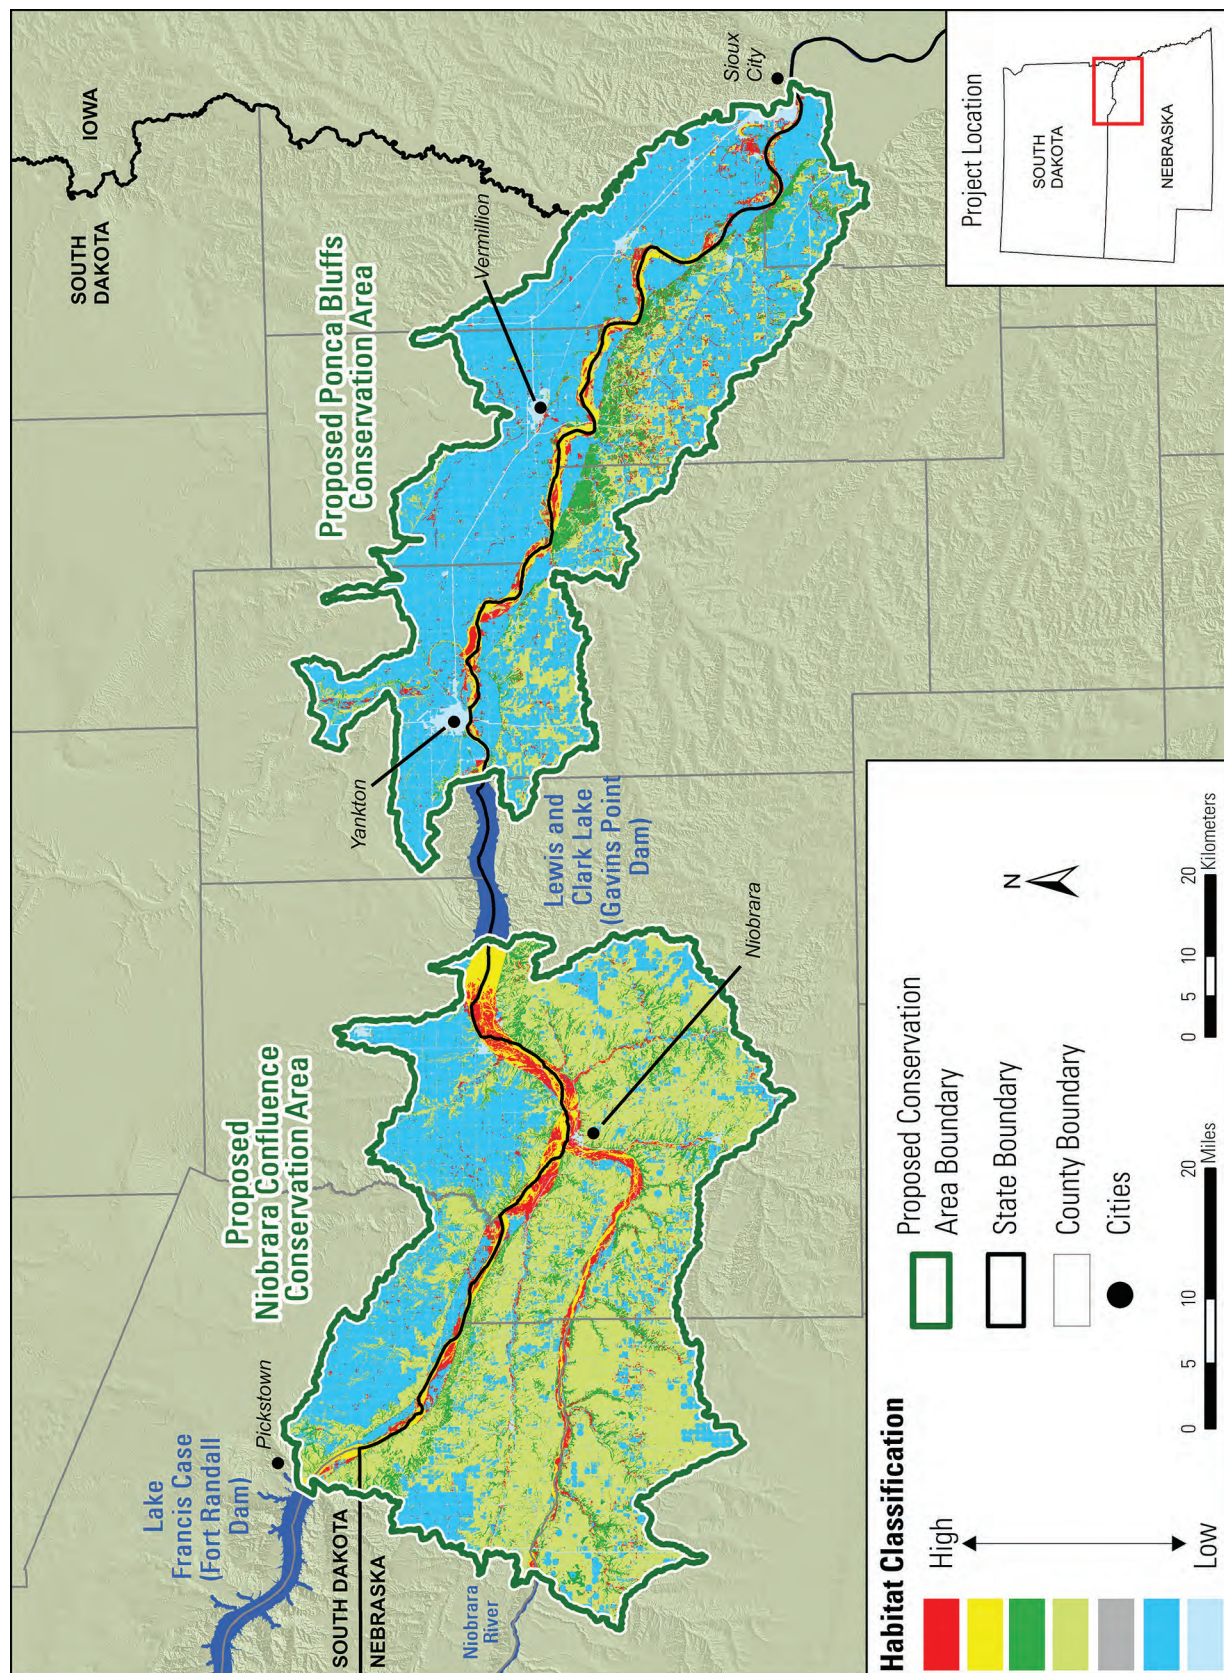 SOUTH
DAKOTA
IOWA
Sioux
City
Vermillion
Proposed Ponca Bluffs
Conservation Area
Yankton
Lewis and
Clark Lake
(Gavins Point
Dam)
Niobrara
Proposed
Niobrara Confluence
Conservation Area
Pickstown
Lake
Francis Case
(Fort Randall
Dam)
SOUTH DAKOTA
NEBRASKA
Niobrara
River
Project Location
SOUTH
DAKOTA
NEBRASKA
Habitat Classification
High
Low
Proposed Conservation
Area Boundary
State Boundary
County Boundary
Cities
N
0 5 10 20
Miles
0 5 10 20
Kilometers